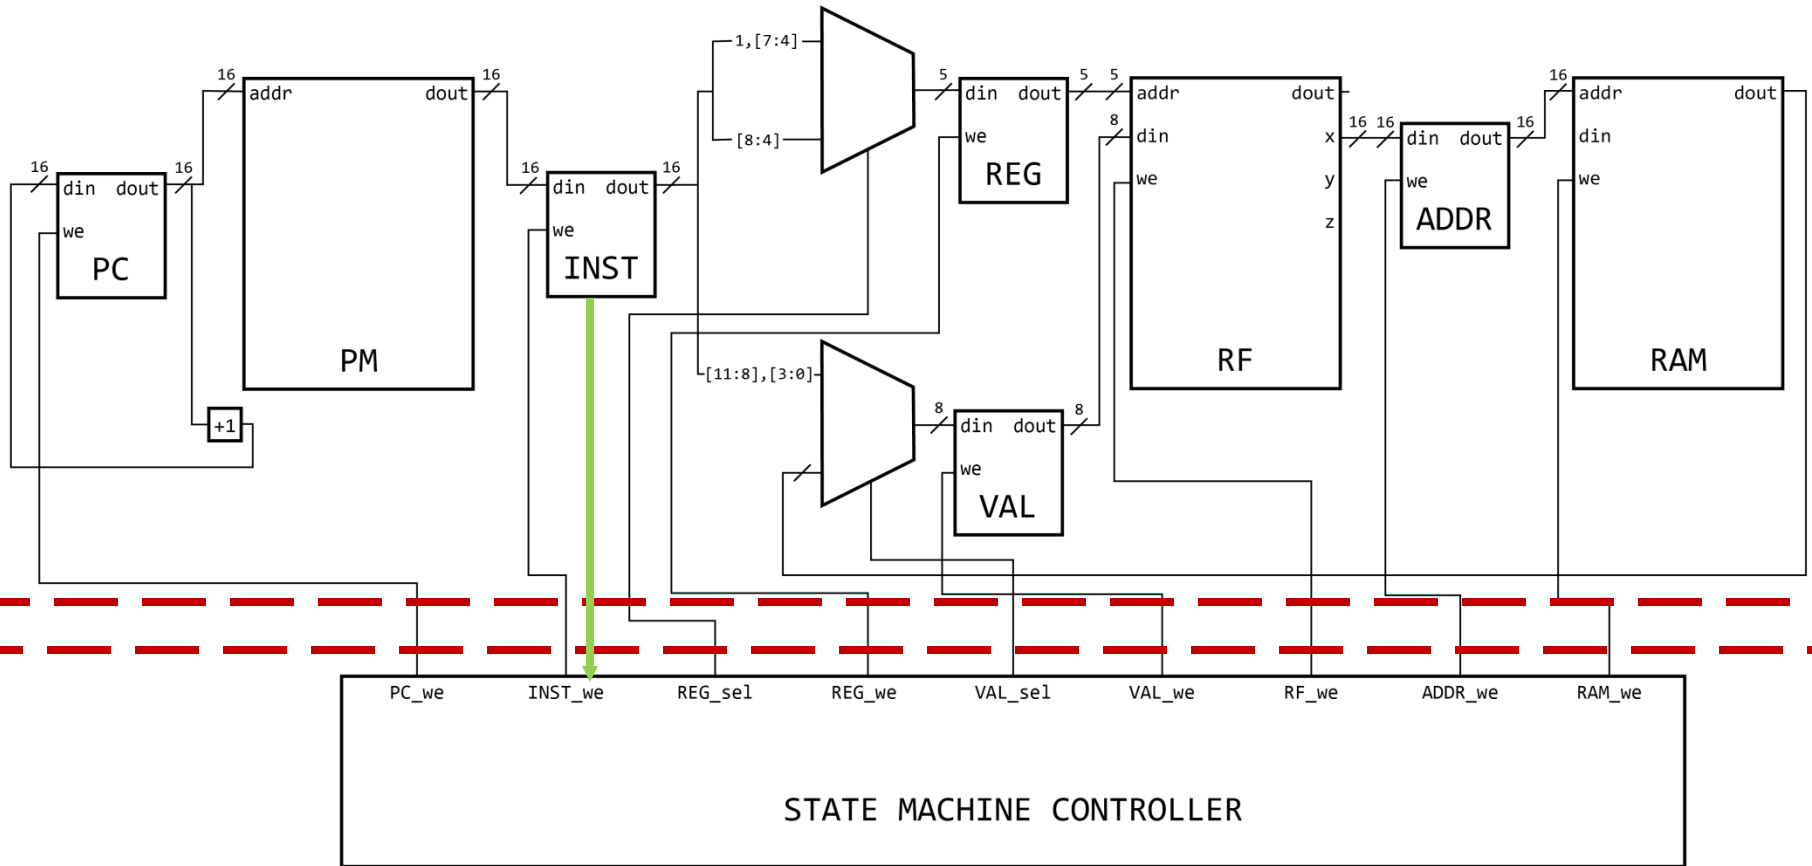 16 addr dout 16
16 din dout 16
we
PC
PM
+1
16 din dout 16
we
INST
1,[7:4]
[8:4]
5 din dout 5
we
REG
[11:8],[3:0]
8 din dout 8
we
VAL
5 addr dout
8 din x 16
we y
z
RF
16 din dout 16
we
ADDR
16 addr dout
din
we
RAM
PC_we INST_we REG_sel REG_we VAL_sel VAL_we RF_we ADDR_we RAM_we
STATE MACHINE CONTROLLER